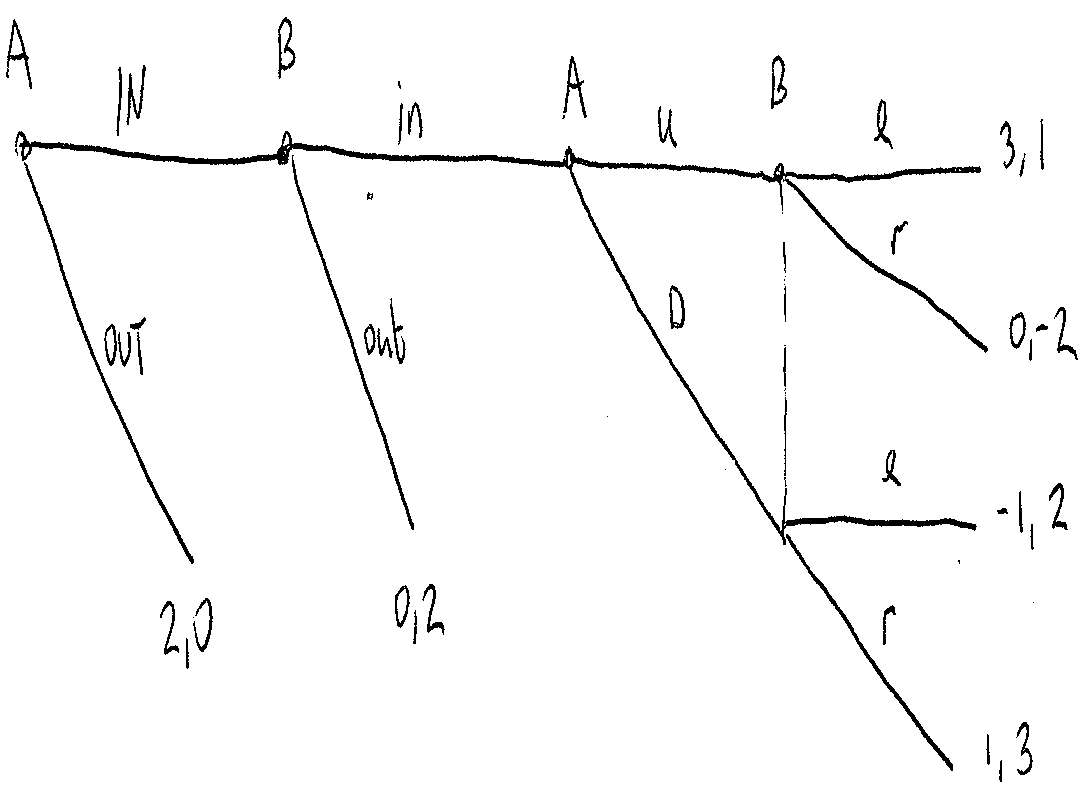 A
IN
B
in
A
u
B
l
3,1
r
0,-2
OUT
out
D
l
-1,2
2,0
0,2
r
1,3